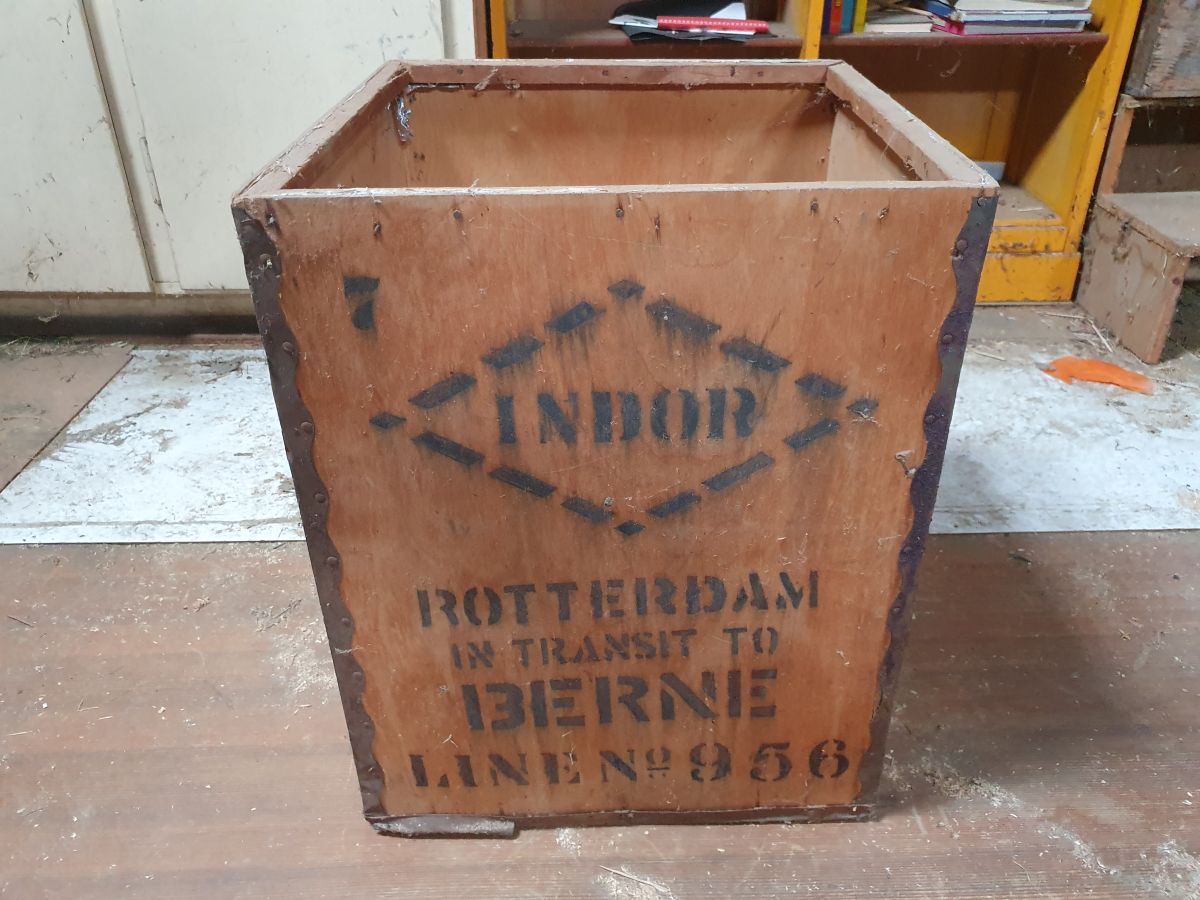 7
INDOR
ROTTERDAM
IN TRANSIT TO
BERNE
LINE Nº 956